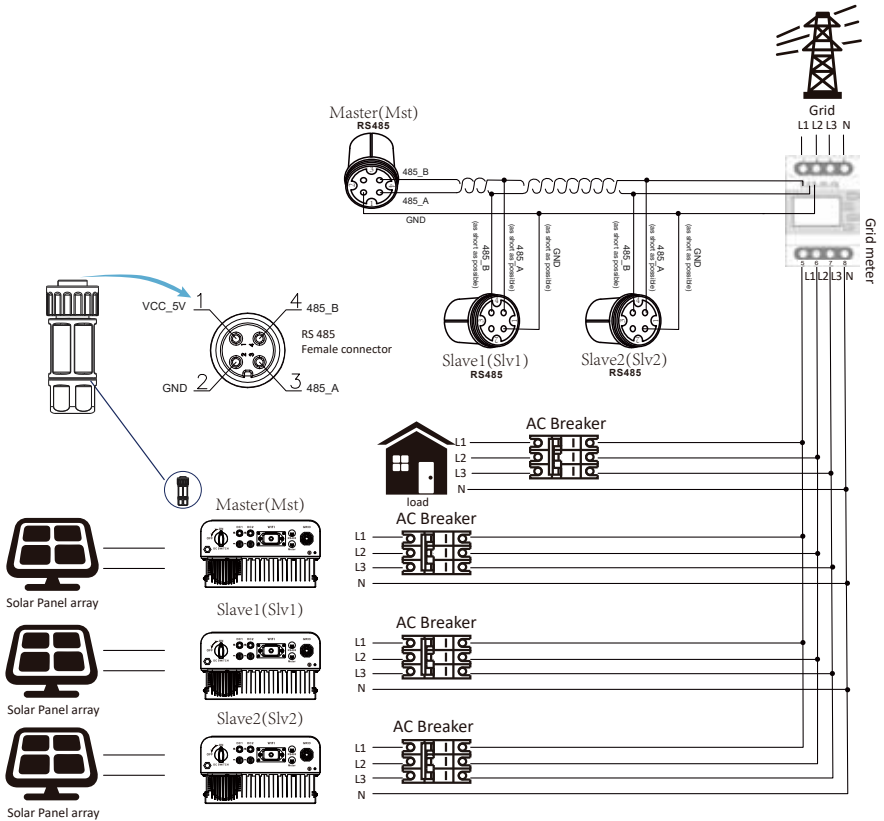 Grid
L1 L2 L3 N
Master(Mst)
RS485
485_B
485_A
GND
Grid meter
5 6 7 8
L1 L2 L3 N
485_B
(as short as possible)
485_A
(as short as possible)
GND
(as short as possible)
485_B
(as short as possible)
485_A
(as short as possible)
GND
(as short as possible)
Slave1(Slv1)
RS485
Slave2(Slv2)
RS485
VCC_5V
1
4
485_B
RS 485
Female connector
GND
2
3
485_A
AC Breaker
L1
L2
L3
N
load
Master(Mst)
AC Breaker
L1
L2
L3
N
Solar Panel array
Slave1(Slv1)
AC Breaker
L1
L2
L3
N
Solar Panel array
Slave2(Slv2)
AC Breaker
L1
L2
L3
N
Solar Panel array